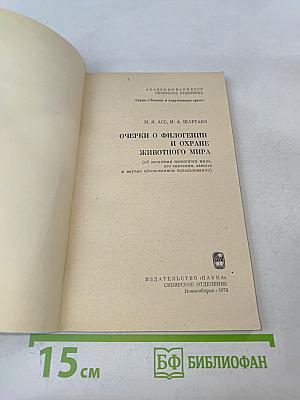 АКАДЕМИЯ НАУК СССР
СИБИРСКОЕ ОТДЕЛЕНИЕ
Серия «Человек и окружающая среда»
М. Я. АСС, М. А. ШАРГАЕВ
ОЧЕРКИ О ФИЛОГЕНИИ
И ОХРАНЕ
ЖИВОТНОГО МИРА
(об эволюции животного мира,
его значении, защите
и научно обоснованном использовании)
ИЗДАТЕЛЬСТВО «НАУКА»
СИБИРСКОЕ ОТДЕЛЕНИЕ
Новосибирск · 1978
15 см
БФ БИБЛИОФАН